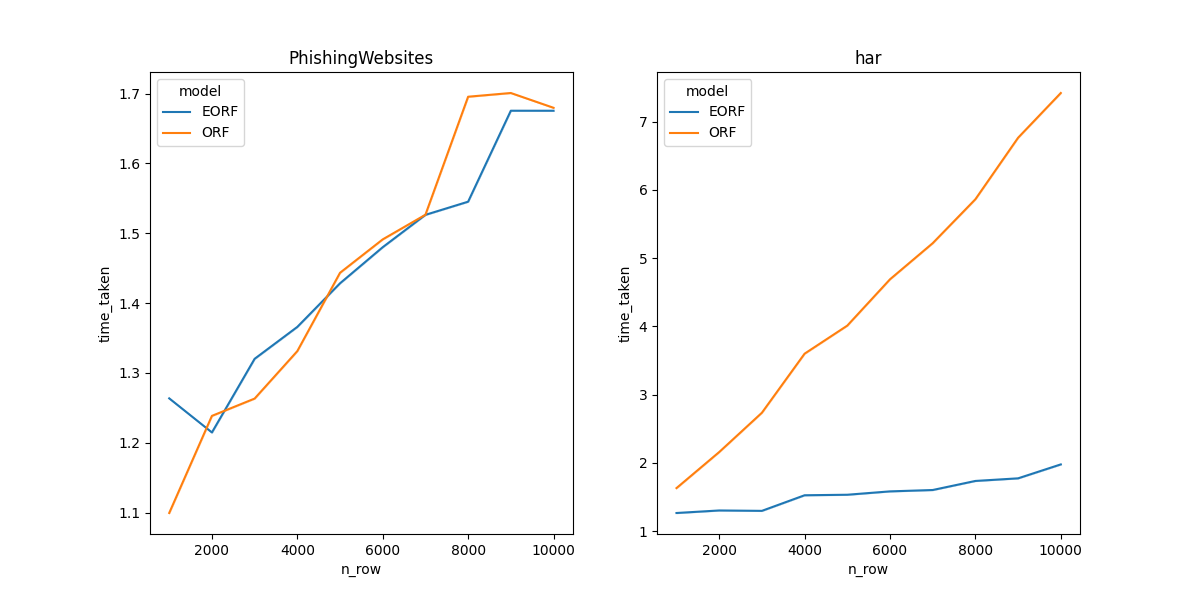 PhishingWebsites
model
EORF
ORF
1.7
1.6
1.5
1.4
1.3
1.2
1.1
time_taken
2000 4000 6000 8000 10000
n_row
har
model
EORF
ORF
7
6
5
4
3
2
1
time_taken
2000 4000 6000 8000 10000
n_row